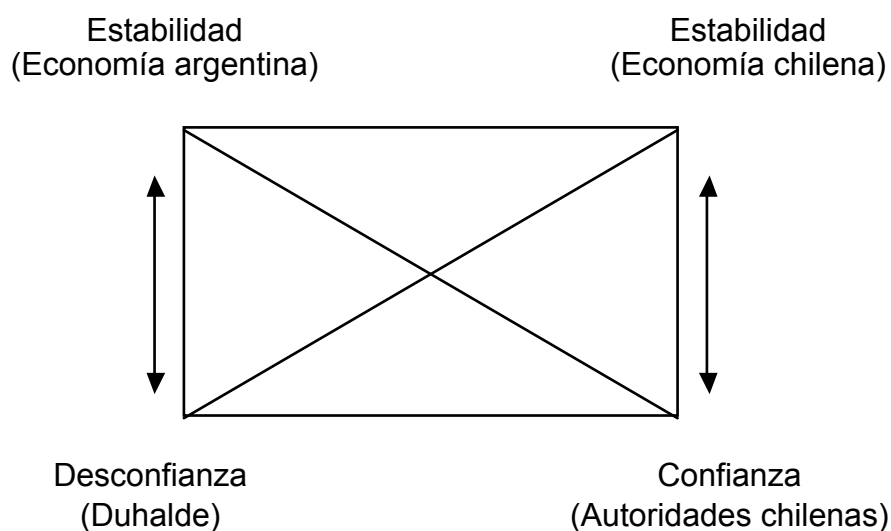 Estabilidad
(Economía argentina)
Estabilidad
(Economía chilena)
Desconfianza
(Duhalde)
Confianza
(Autoridades chilenas)